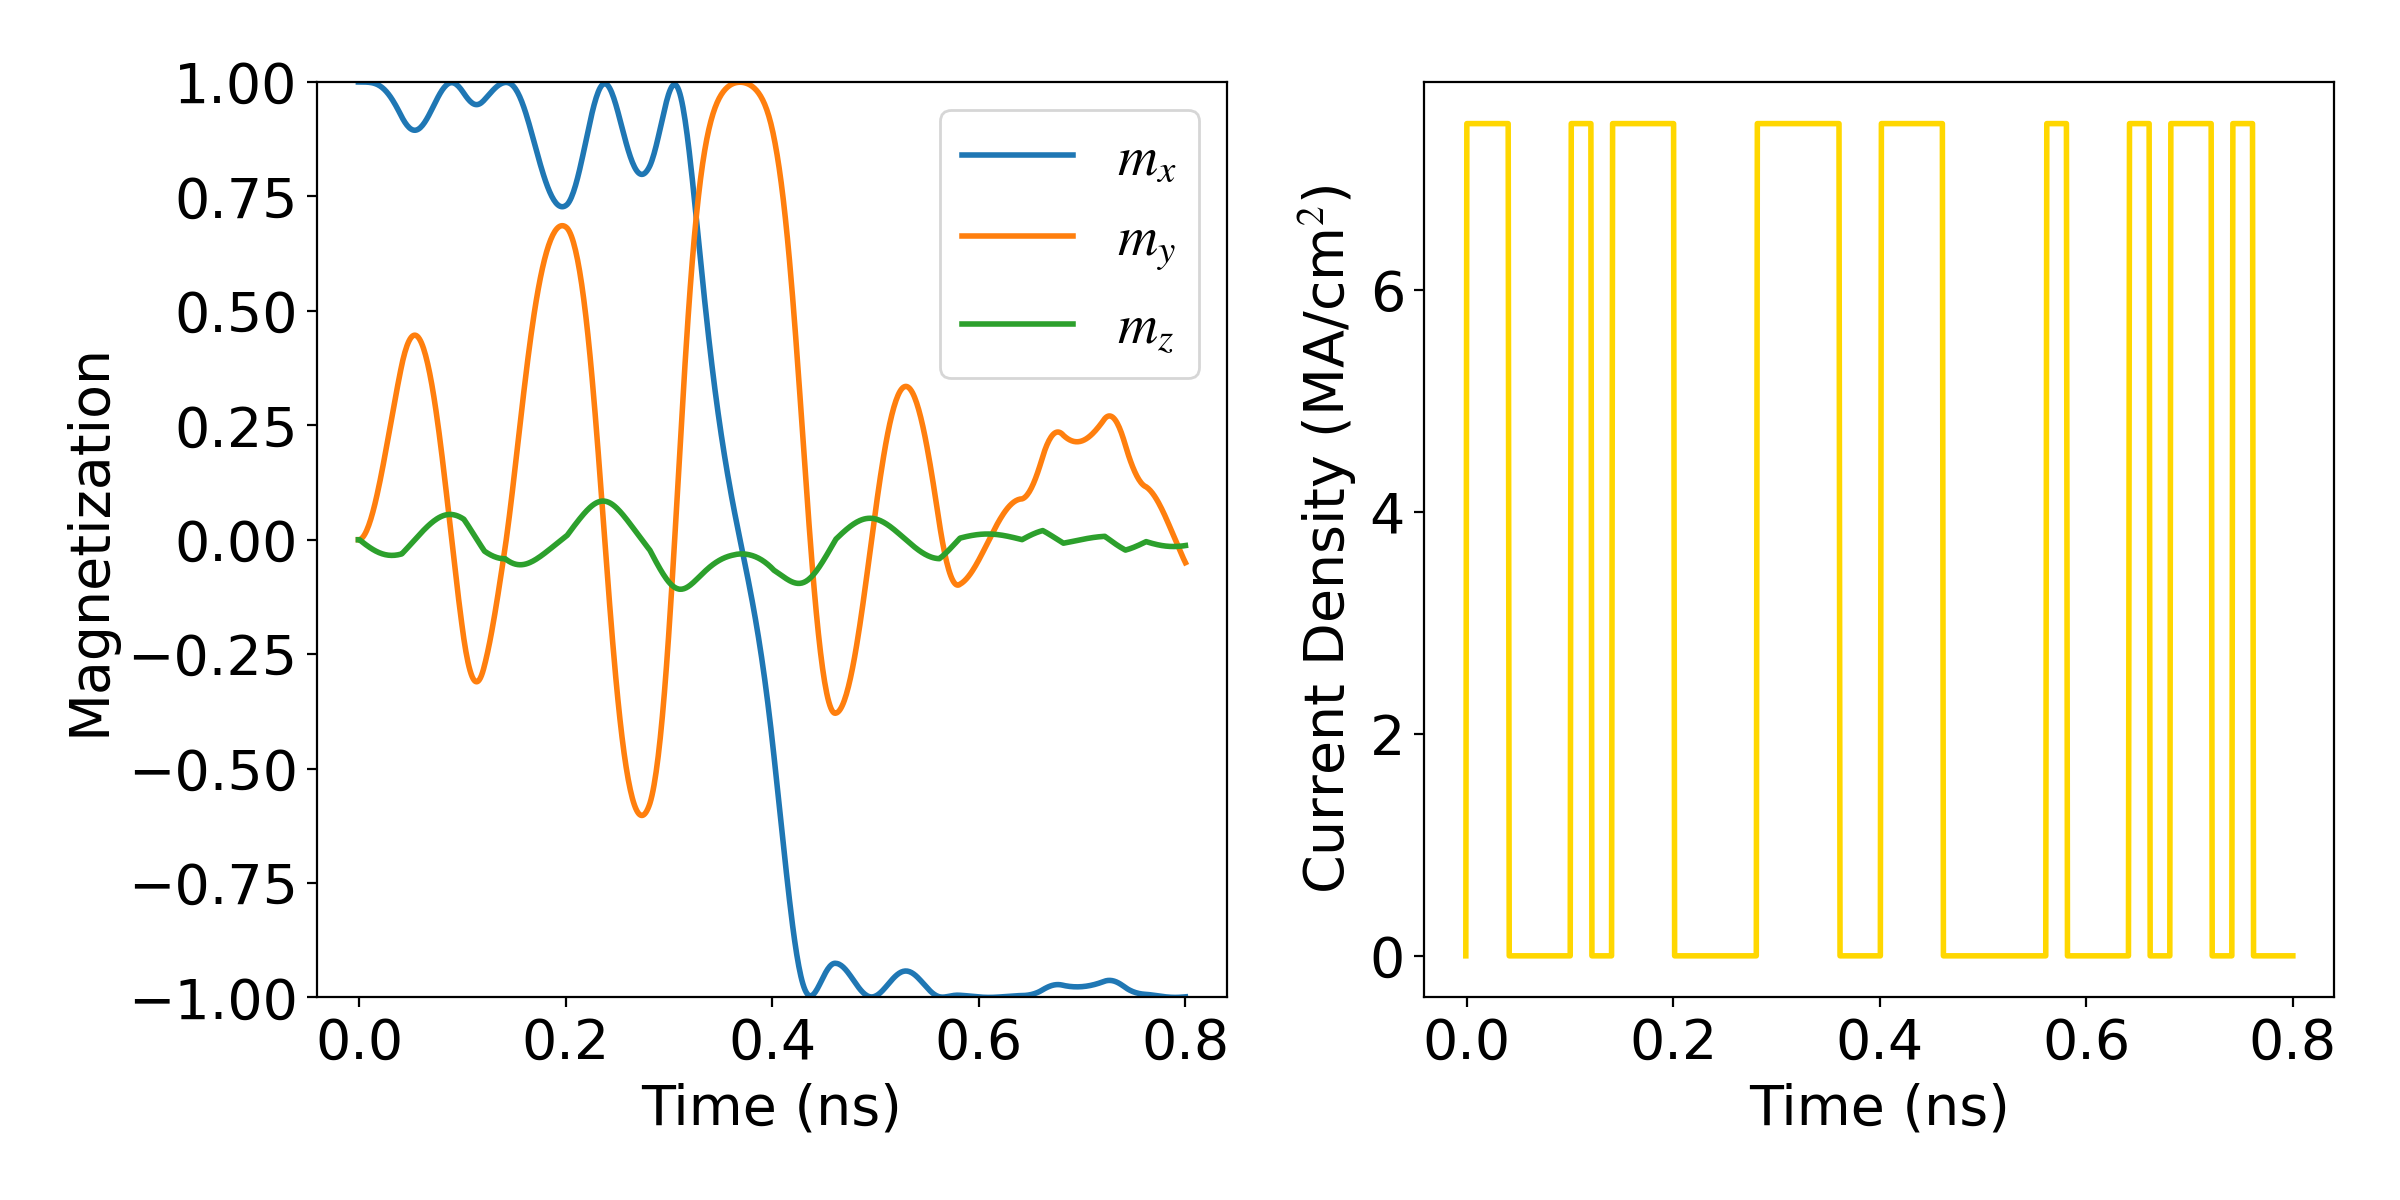 Magnetization
1.00
0.75
0.50
0.25
0.00
−0.25
−0.50
−0.75
−1.00
0.0 0.2 0.4 0.6 0.8
Time (ns)
m_x
m_y
m_z
Current Density (MA/cm²)
6
4
2
0
0.0 0.2 0.4 0.6 0.8
Time (ns)